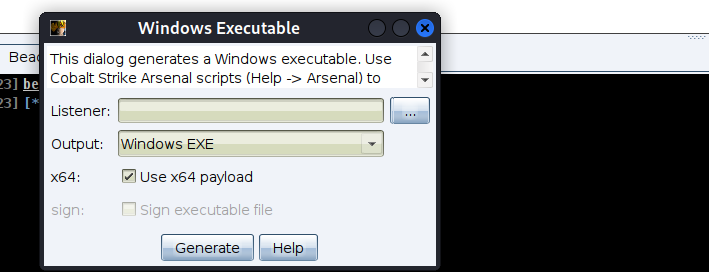 Windows Executable
This dialog generates a Windows executable. Use
Cobalt Strike Arsenal scripts (Help -> Arsenal) to
Beac
23] be
23] [*
Listener:
...
Output: Windows EXE
x64: Use x64 payload
sign: Sign executable file
Generate Help